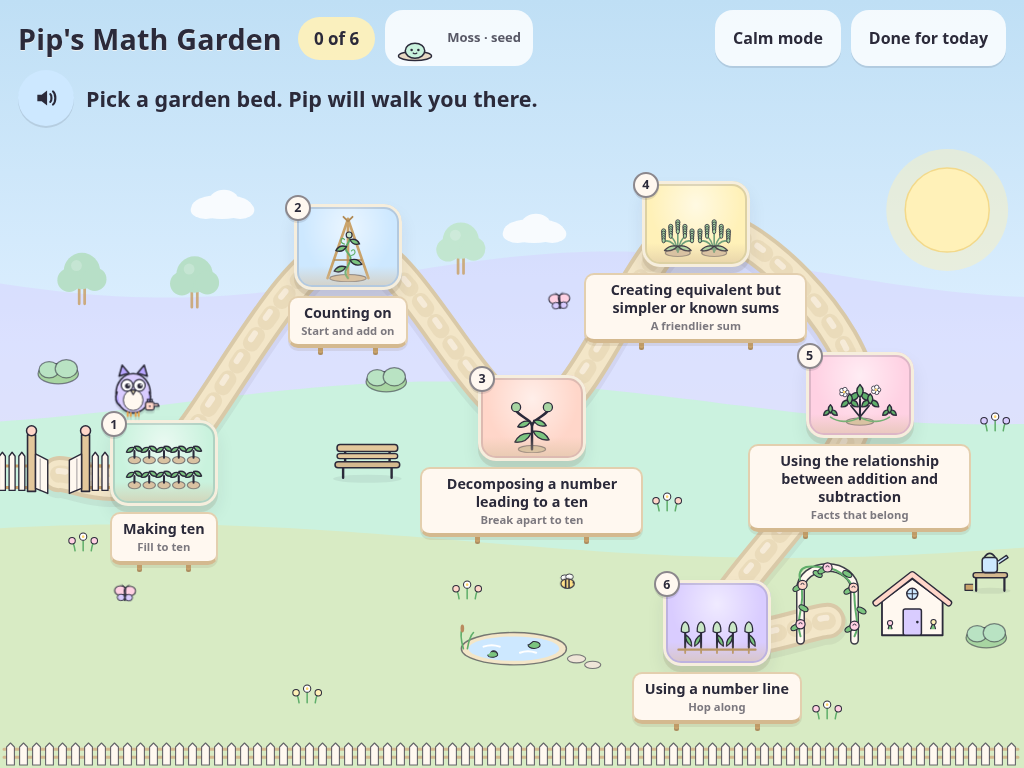 Pip's Math Garden
0 of 6
Moss · seed
Calm mode
Done for today
Pick a garden bed. Pip will walk you there.
1
Making ten
Fill to ten
2
Counting on
Start and add on
3
Decomposing a number
leading to a ten
Break apart to ten
4
Creating equivalent but
simpler or known sums
A friendlier sum
5
Using the relationship
between addition and
subtraction
Facts that belong
6
Using a number line
Hop along